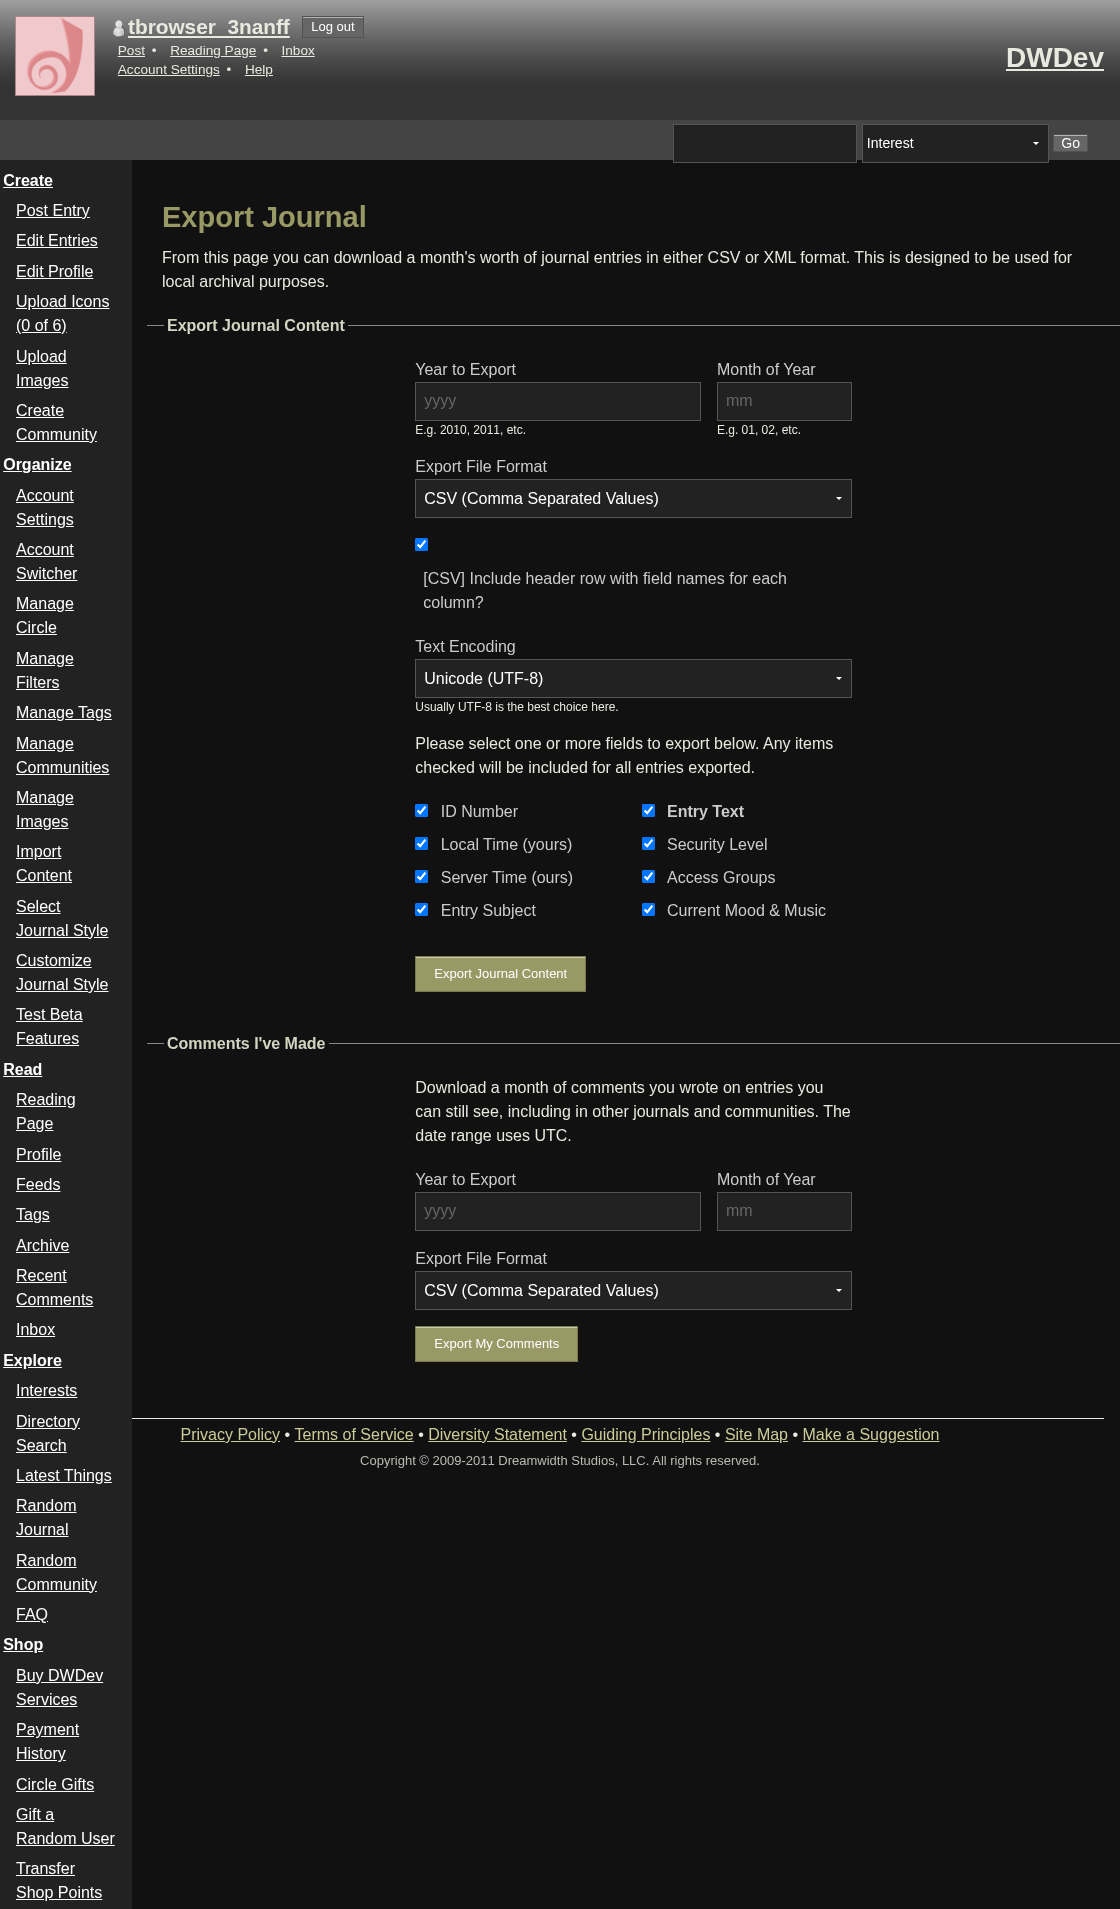 tbrowser_3nanff Log out
Post • Reading Page • Inbox
Account Settings • Help
DWDev
Interest Go
Create
Post Entry
Edit Entries
Edit Profile
Upload Icons
(0 of 6)
Upload
Images
Create
Community
Organize
Account
Settings
Account
Switcher
Manage
Circle
Manage
Filters
Manage Tags
Manage
Communities
Manage
Images
Import
Content
Select
Journal Style
Customize
Journal Style
Test Beta
Features
Read
Reading
Page
Profile
Feeds
Tags
Archive
Recent
Comments
Inbox
Explore
Interests
Directory
Search
Latest Things
Random
Journal
Random
Community
FAQ
Shop
Buy DWDev
Services
Payment
History
Circle Gifts
Gift a
Random User
Transfer
Shop Points
Export Journal
From this page you can download a month's worth of journal entries in either CSV or XML format. This is designed to be used for
local archival purposes.
Export Journal Content
Year to Export Month of Year
yyyy mm
E.g. 2010, 2011, etc. E.g. 01, 02, etc.
Export File Format
CSV (Comma Separated Values)
[CSV] Include header row with field names for each
column?
Text Encoding
Unicode (UTF-8)
Usually UTF-8 is the best choice here.
Please select one or more fields to export below. Any items
checked will be included for all entries exported.
ID Number Entry Text
Local Time (yours) Security Level
Server Time (ours) Access Groups
Entry Subject Current Mood & Music
Export Journal Content
Comments I've Made
Download a month of comments you wrote on entries you
can still see, including in other journals and communities. The
date range uses UTC.
Year to Export Month of Year
yyyy mm
Export File Format
CSV (Comma Separated Values)
Export My Comments
Privacy Policy • Terms of Service • Diversity Statement • Guiding Principles • Site Map • Make a Suggestion
Copyright © 2009-2011 Dreamwidth Studios, LLC. All rights reserved.